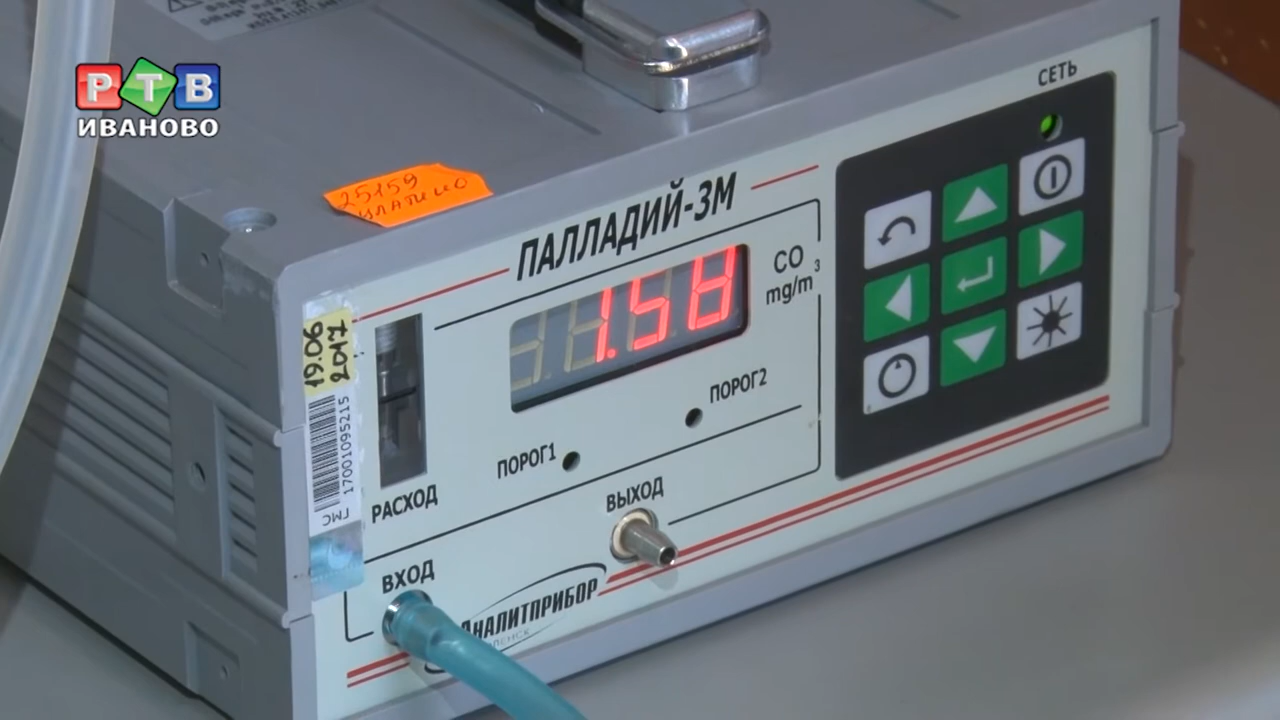 РТВ
ИВАНОВО
СЕТЬ
25159
ПАЛЛАДИЙ-3М
1.58
CO
mg/m³
19.06
2017
17001095215
ГМС
РАСХОД
ПОРОГ1
ПОРОГ2
ВЫХОД
ВХОД
АНАЛИТПРИБОР